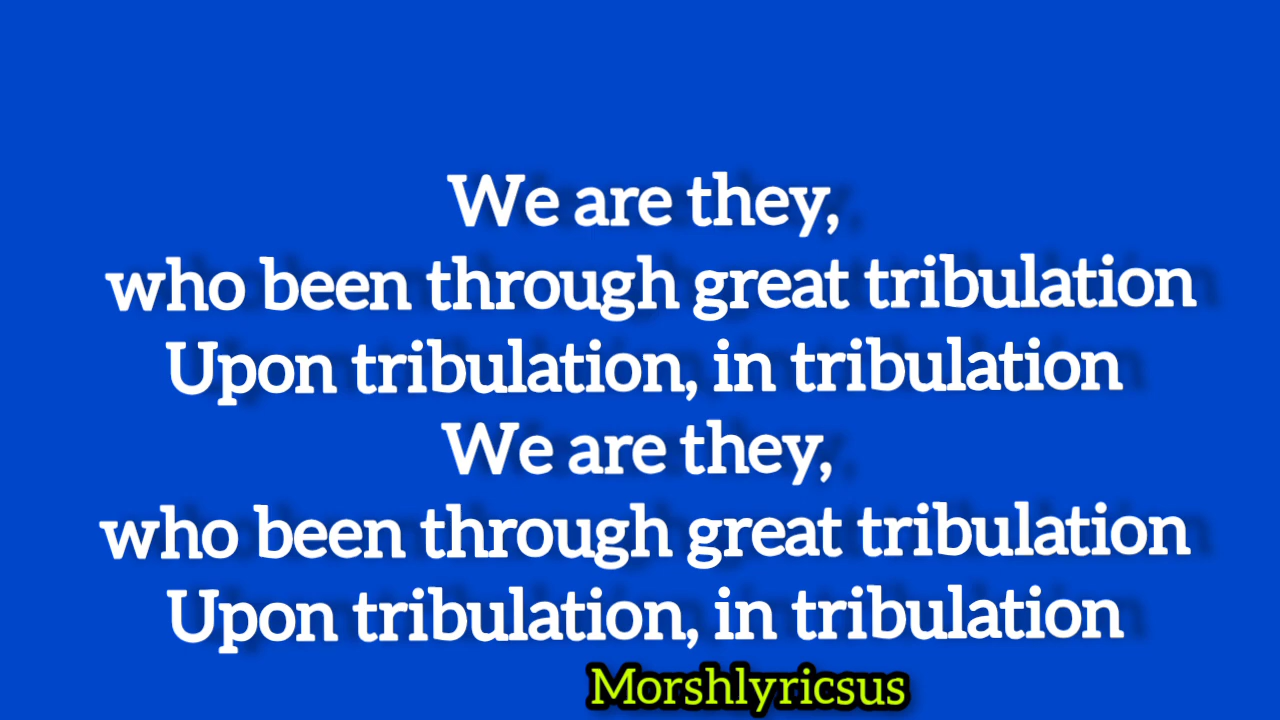 We are they,
who been through great tribulation
Upon tribulation, in tribulation
We are they,
who been through great tribulation
Upon tribulation, in tribulation
Morshlyricsus